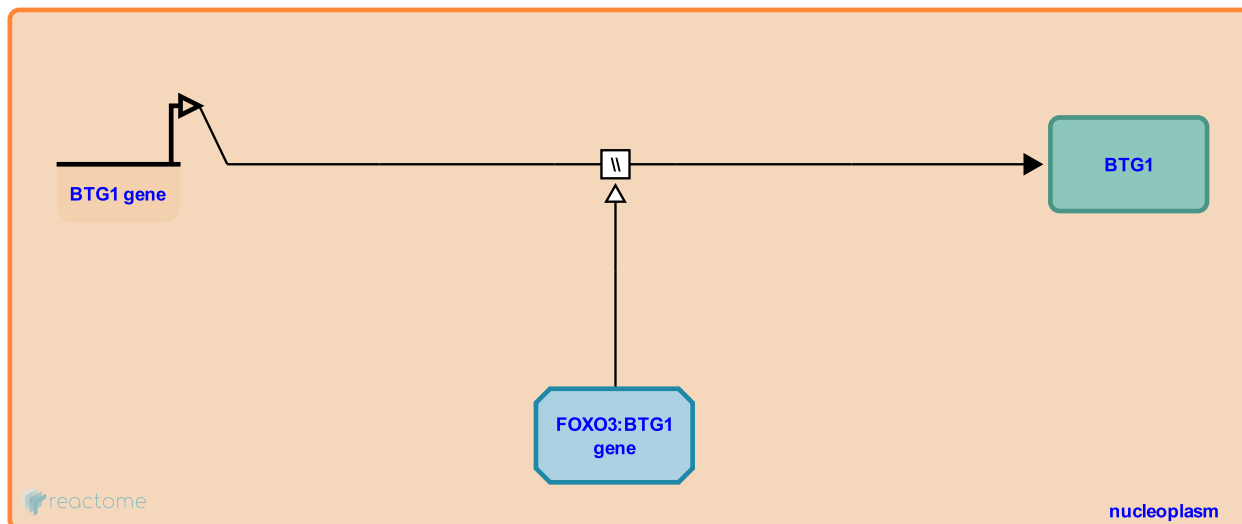 BTG1 gene
\\
BTG1
FOXO3:BTG1
gene
reactome
nucleoplasm